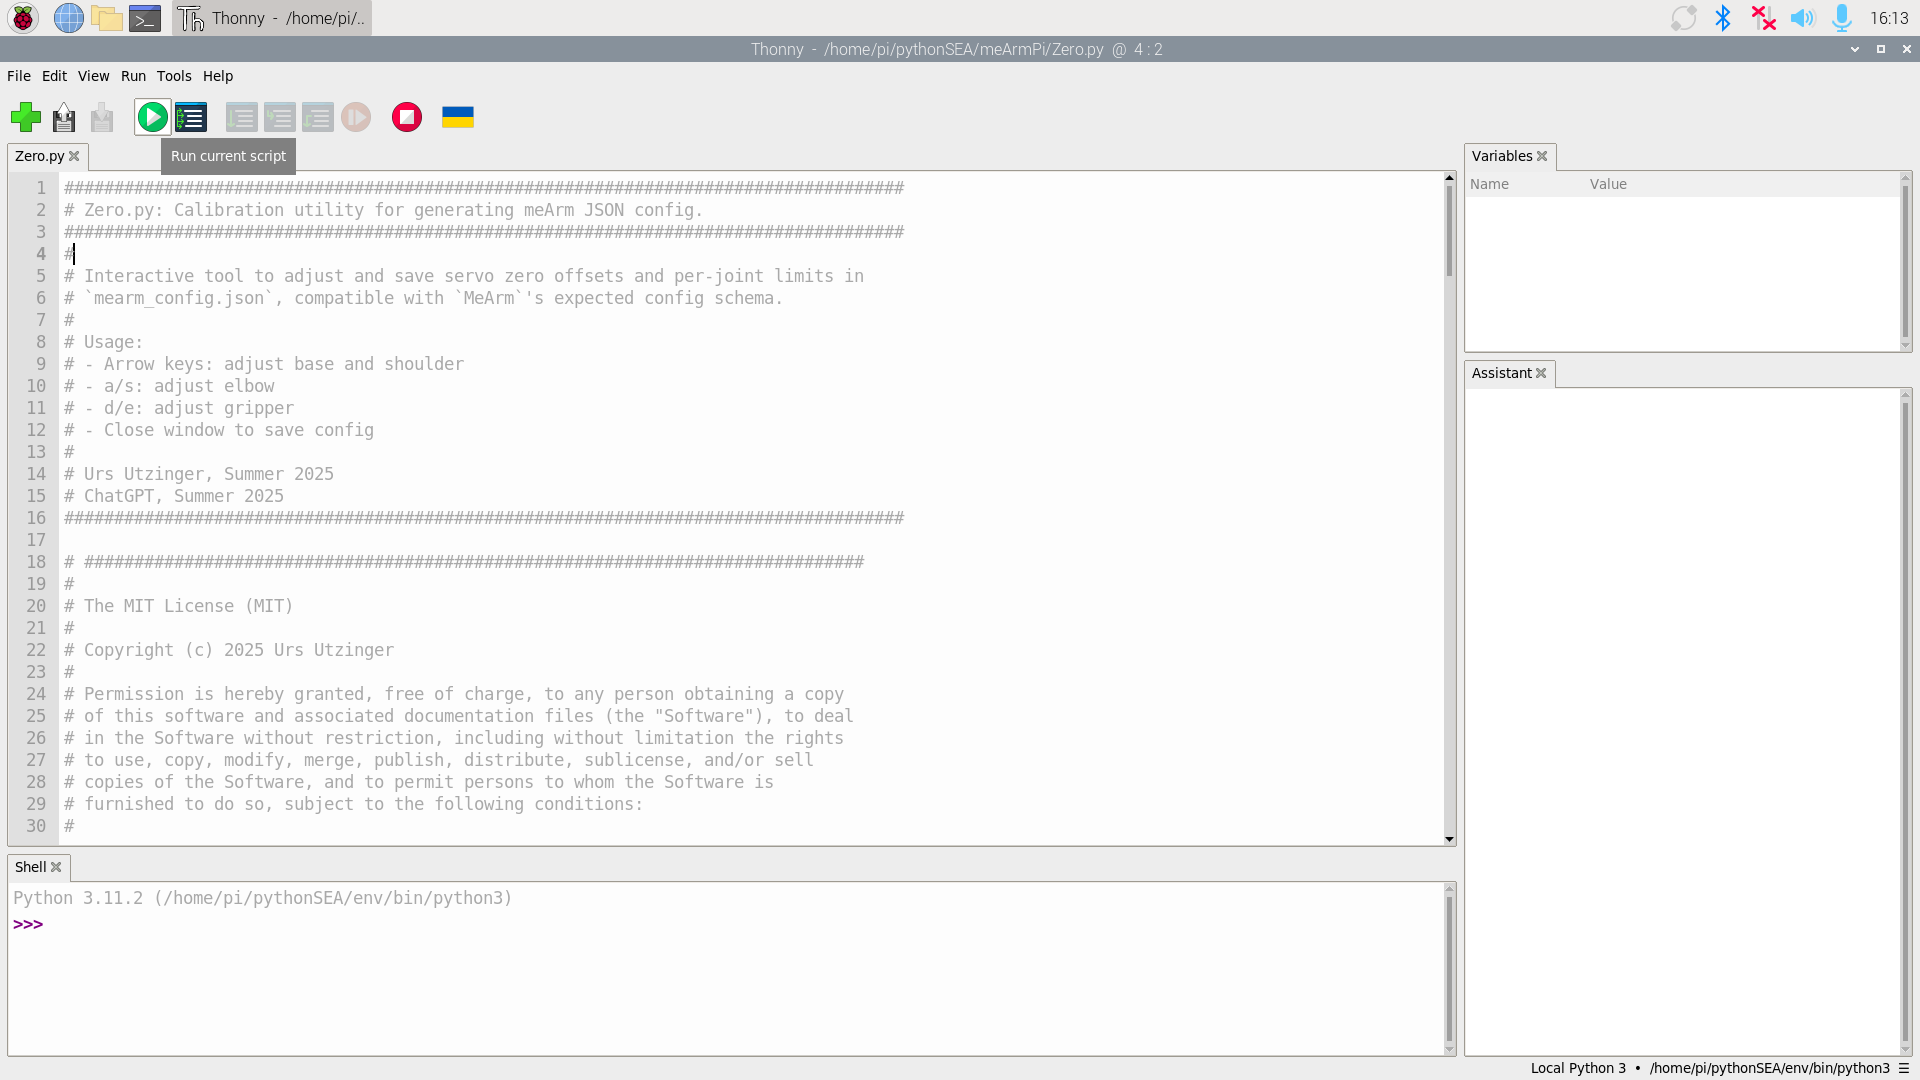 Thonny - /home/pi/..
16:13
Thonny - /home/pi/pythonSEA/meArmPi/Zero.py @ 4 : 2
File Edit View Run Tools Help
Zero.py
Run current script
1 ####################################################################################
2 # Zero.py: Calibration utility for generating meArm JSON config.
3 ####################################################################################
4 #
5 # Interactive tool to adjust and save servo zero offsets and per-joint limits in
6 # `mearm_config.json`, compatible with `MeArm`'s expected config schema.
7 #
8 # Usage:
9 # - Arrow keys: adjust base and shoulder
10 # - a/s: adjust elbow
11 # - d/e: adjust gripper
12 # - Close window to save config
13 #
14 # Urs Utzinger, Summer 2025
15 # ChatGPT, Summer 2025
16 ####################################################################################
17
18 # ##############################################################################
19 #
20 # The MIT License (MIT)
21 #
22 # Copyright (c) 2025 Urs Utzinger
23 #
24 # Permission is hereby granted, free of charge, to any person obtaining a copy
25 # of this software and associated documentation files (the "Software"), to deal
26 # in the Software without restriction, including without limitation the rights
27 # to use, copy, modify, merge, publish, distribute, sublicense, and/or sell
28 # copies of the Software, and to permit persons to whom the Software is
29 # furnished to do so, subject to the following conditions:
30 #
Shell
Python 3.11.2 (/home/pi/pythonSEA/env/bin/python3)
>>>
Variables
Name Value
Assistant
Local Python 3 • /home/pi/pythonSEA/env/bin/python3 ☰